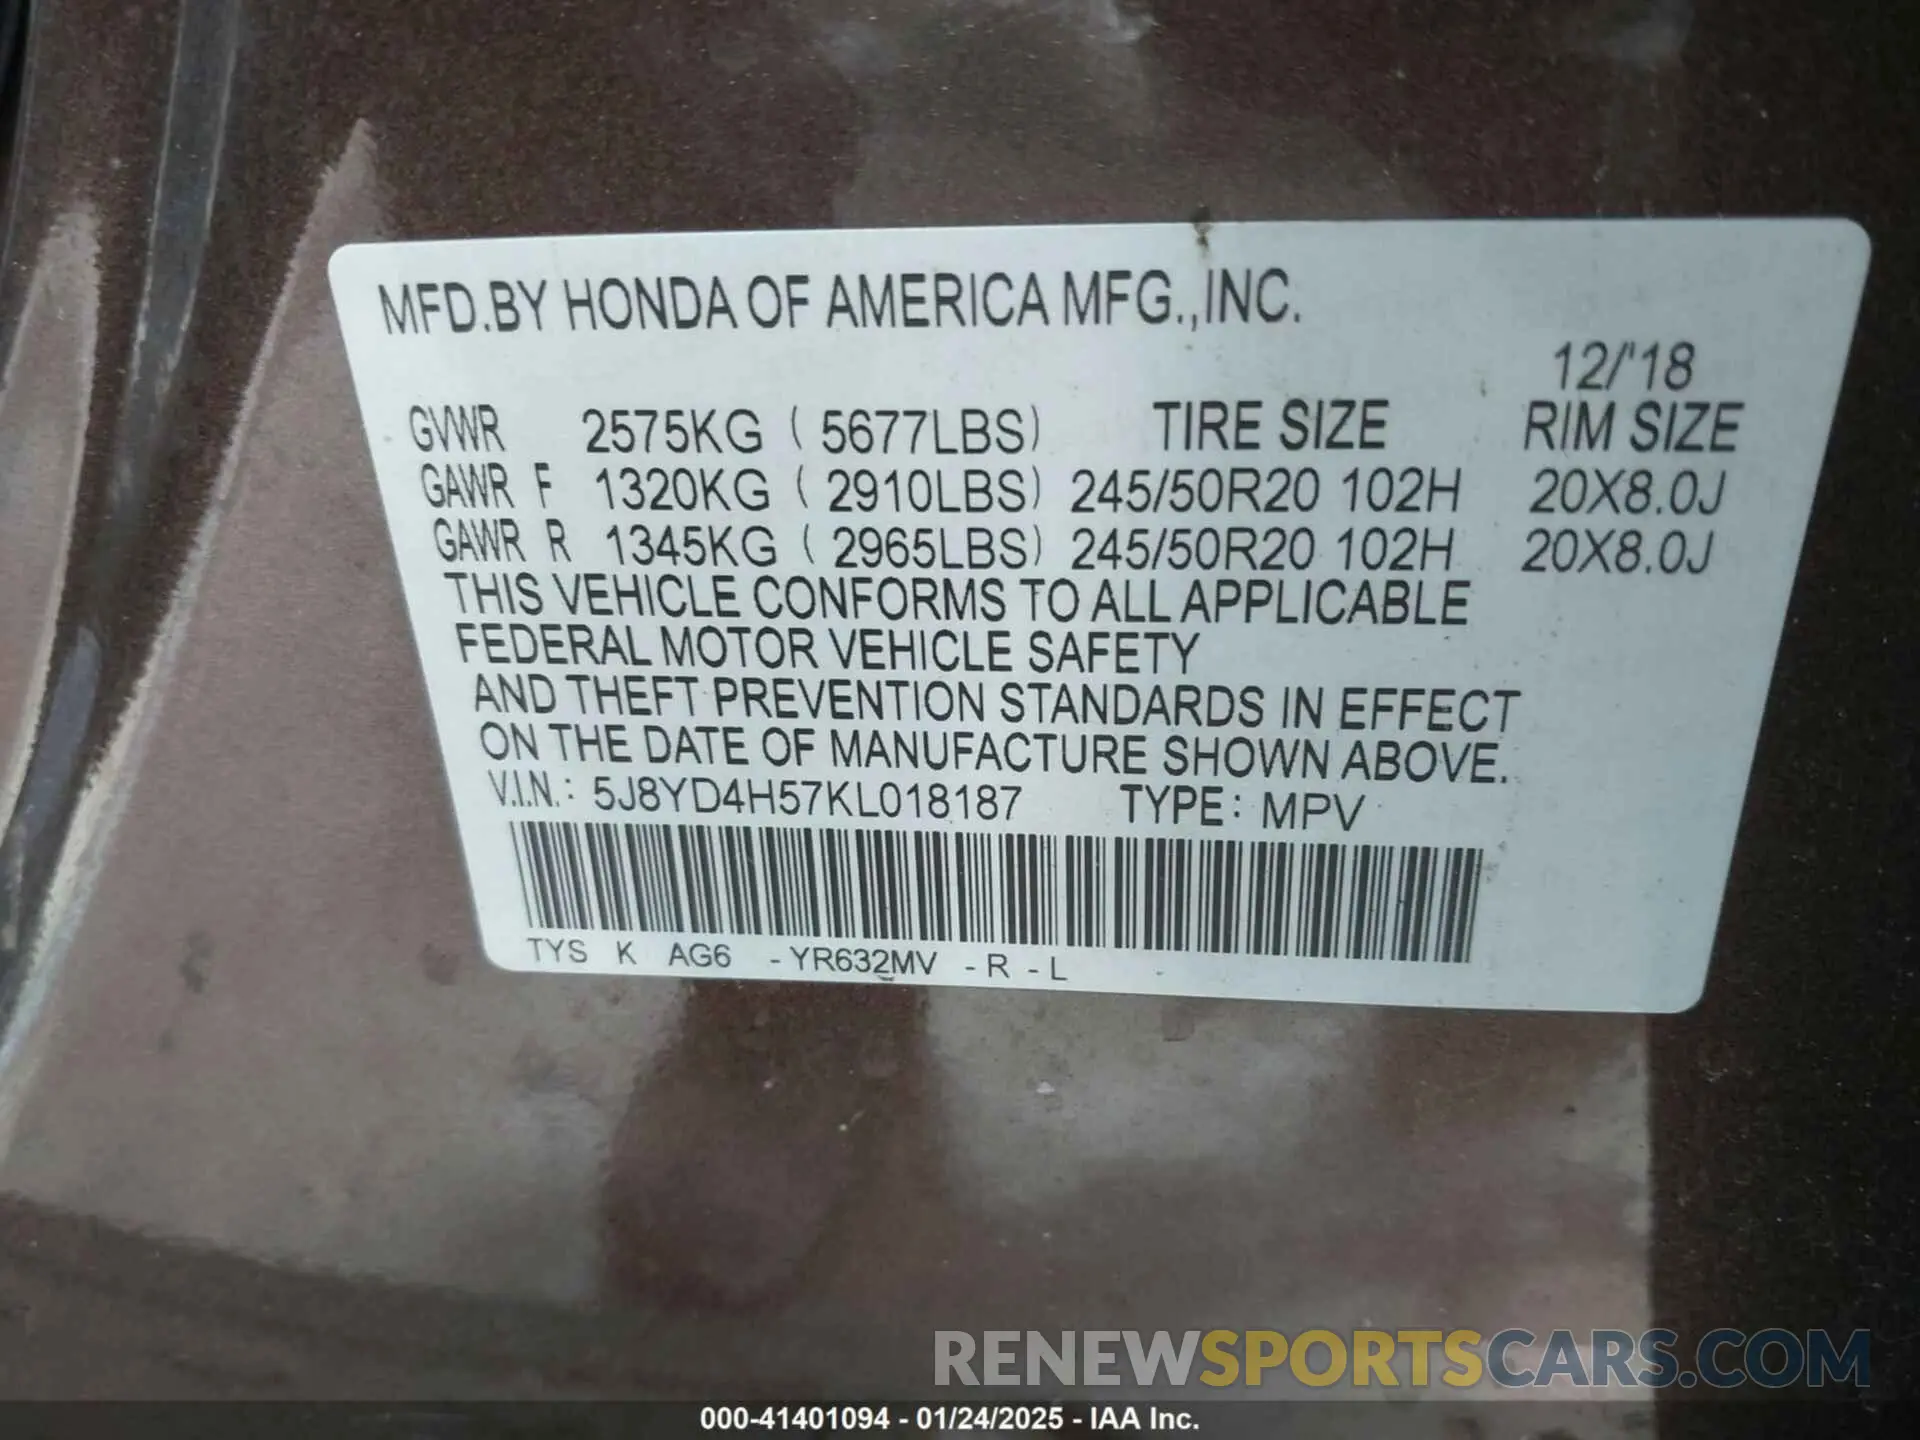 MFD.BY HONDA OF AMERICA MFG.,INC.
12/'18
GVWR 2575KG ( 5677LBS) TIRE SIZE RIM SIZE
GAWR F 1320KG ( 2910LBS) 245/50R20 102H 20X8.0J
GAWR R 1345KG ( 2965LBS) 245/50R20 102H 20X8.0J
THIS VEHICLE CONFORMS TO ALL APPLICABLE
FEDERAL MOTOR VEHICLE SAFETY
AND THEFT PREVENTION STANDARDS IN EFFECT
ON THE DATE OF MANUFACTURE SHOWN ABOVE.
V.I.N.: 5J8YD4H57KL018187 TYPE: MPV
TYS K AG6 -YR632MV -R -L
RENEWSPORTSCARS.COM
000-41401094 - 01/24/2025 - IAA Inc.